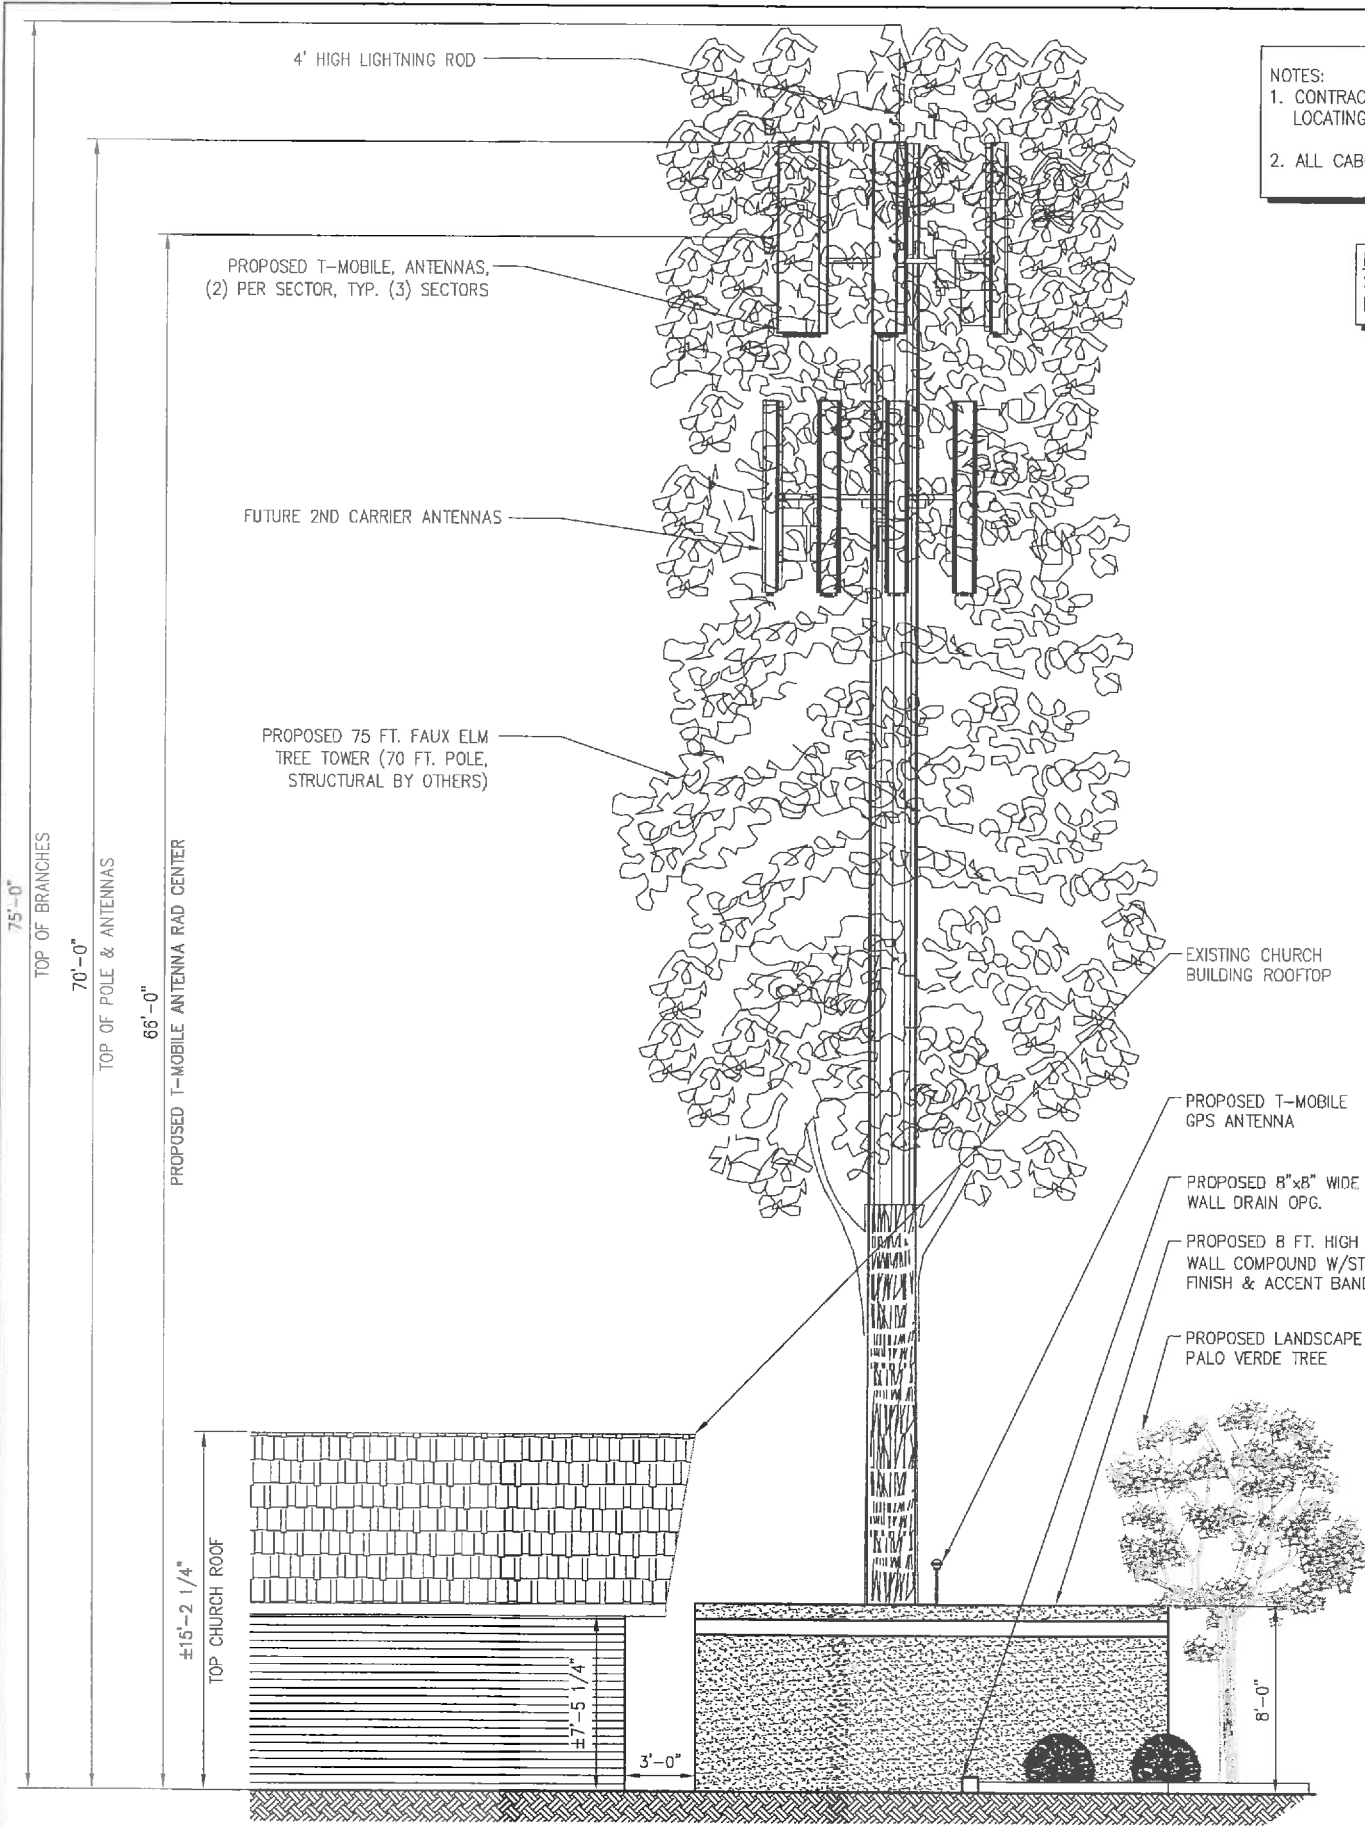 4' HIGH LIGHTNING ROD
NOTES:
1. CONTRAC
LOCATING
2. ALL CAB
PROPOSED T-MOBILE, ANTENNAS,
(2) PER SECTOR, TYP. (3) SECTORS
FUTURE 2ND CARRIER ANTENNAS
PROPOSED 75 FT. FAUX ELM
TREE TOWER (70 FT. POLE,
STRUCTURAL BY OTHERS)
75'-0"
TOP OF BRANCHES
70'-0"
TOP OF POLE & ANTENNAS
66'-0"
PROPOSED T-MOBILE ANTENNA RAD CENTER
EXISTING CHURCH
BUILDING ROOFTOP
PROPOSED T-MOBILE
GPS ANTENNA
PROPOSED 8"x8" WIDE
WALL DRAIN OPG.
PROPOSED 8 FT. HIGH
WALL COMPOUND W/ST
FINISH & ACCENT BAND
PROPOSED LANDSCAPE
PALO VERDE TREE
±15'-2 1/4"
TOP CHURCH ROOF
±7'-5 1/4"
3'-0"
8'-0"